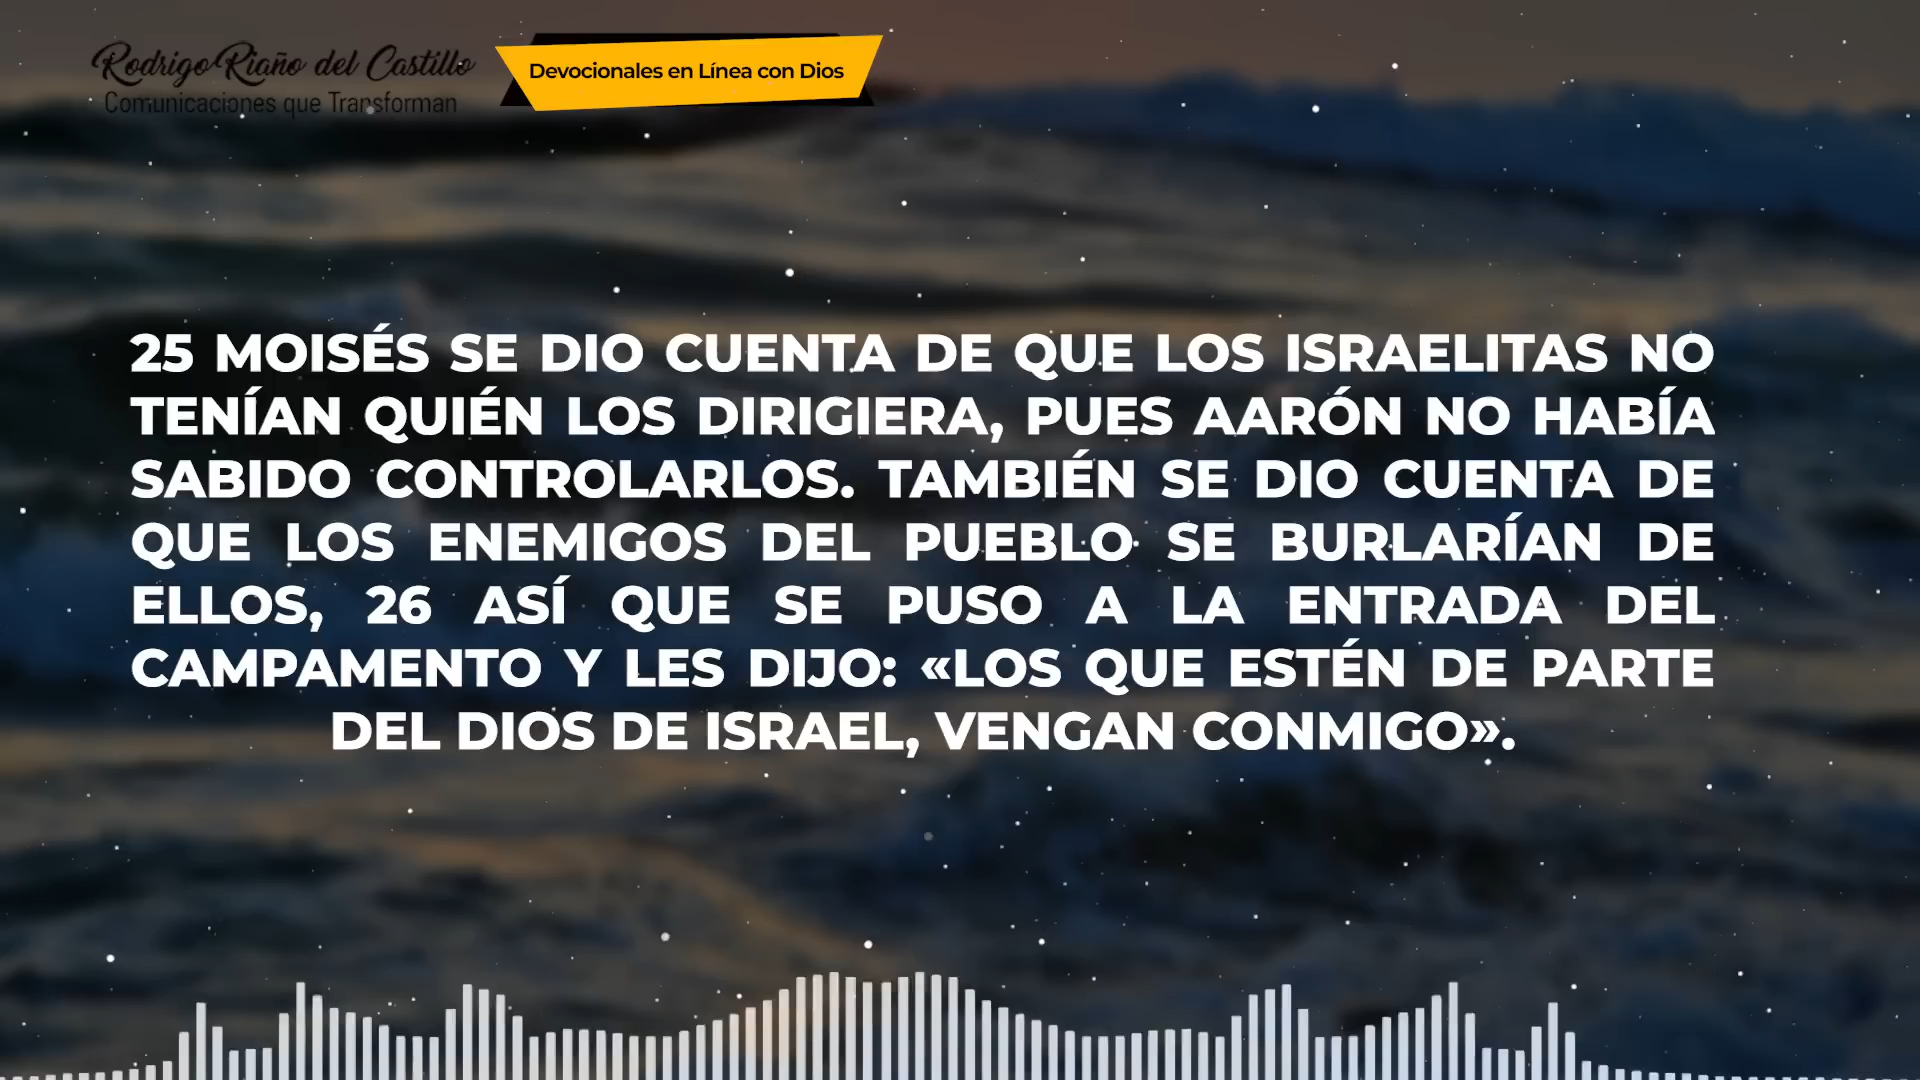 Rodrigo Riaño del Castillo
Comunicaciones que Transforman
Devocionales en Línea con Dios
25 MOISÉS SE DIO CUENTA DE QUE LOS ISRAELITAS NO
TENÍAN QUIÉN LOS DIRIGIERA, PUES AARÓN NO HABÍA
SABIDO CONTROLARLOS. TAMBIÉN SE DIO CUENTA DE
QUE LOS ENEMIGOS DEL PUEBLO SE BURLARÍAN DE
ELLOS, 26 ASÍ QUE SE PUSO A LA ENTRADA DEL
CAMPAMENTO Y LES DIJO: «LOS QUE ESTÉN DE PARTE
DEL DIOS DE ISRAEL, VENGAN CONMIGO».